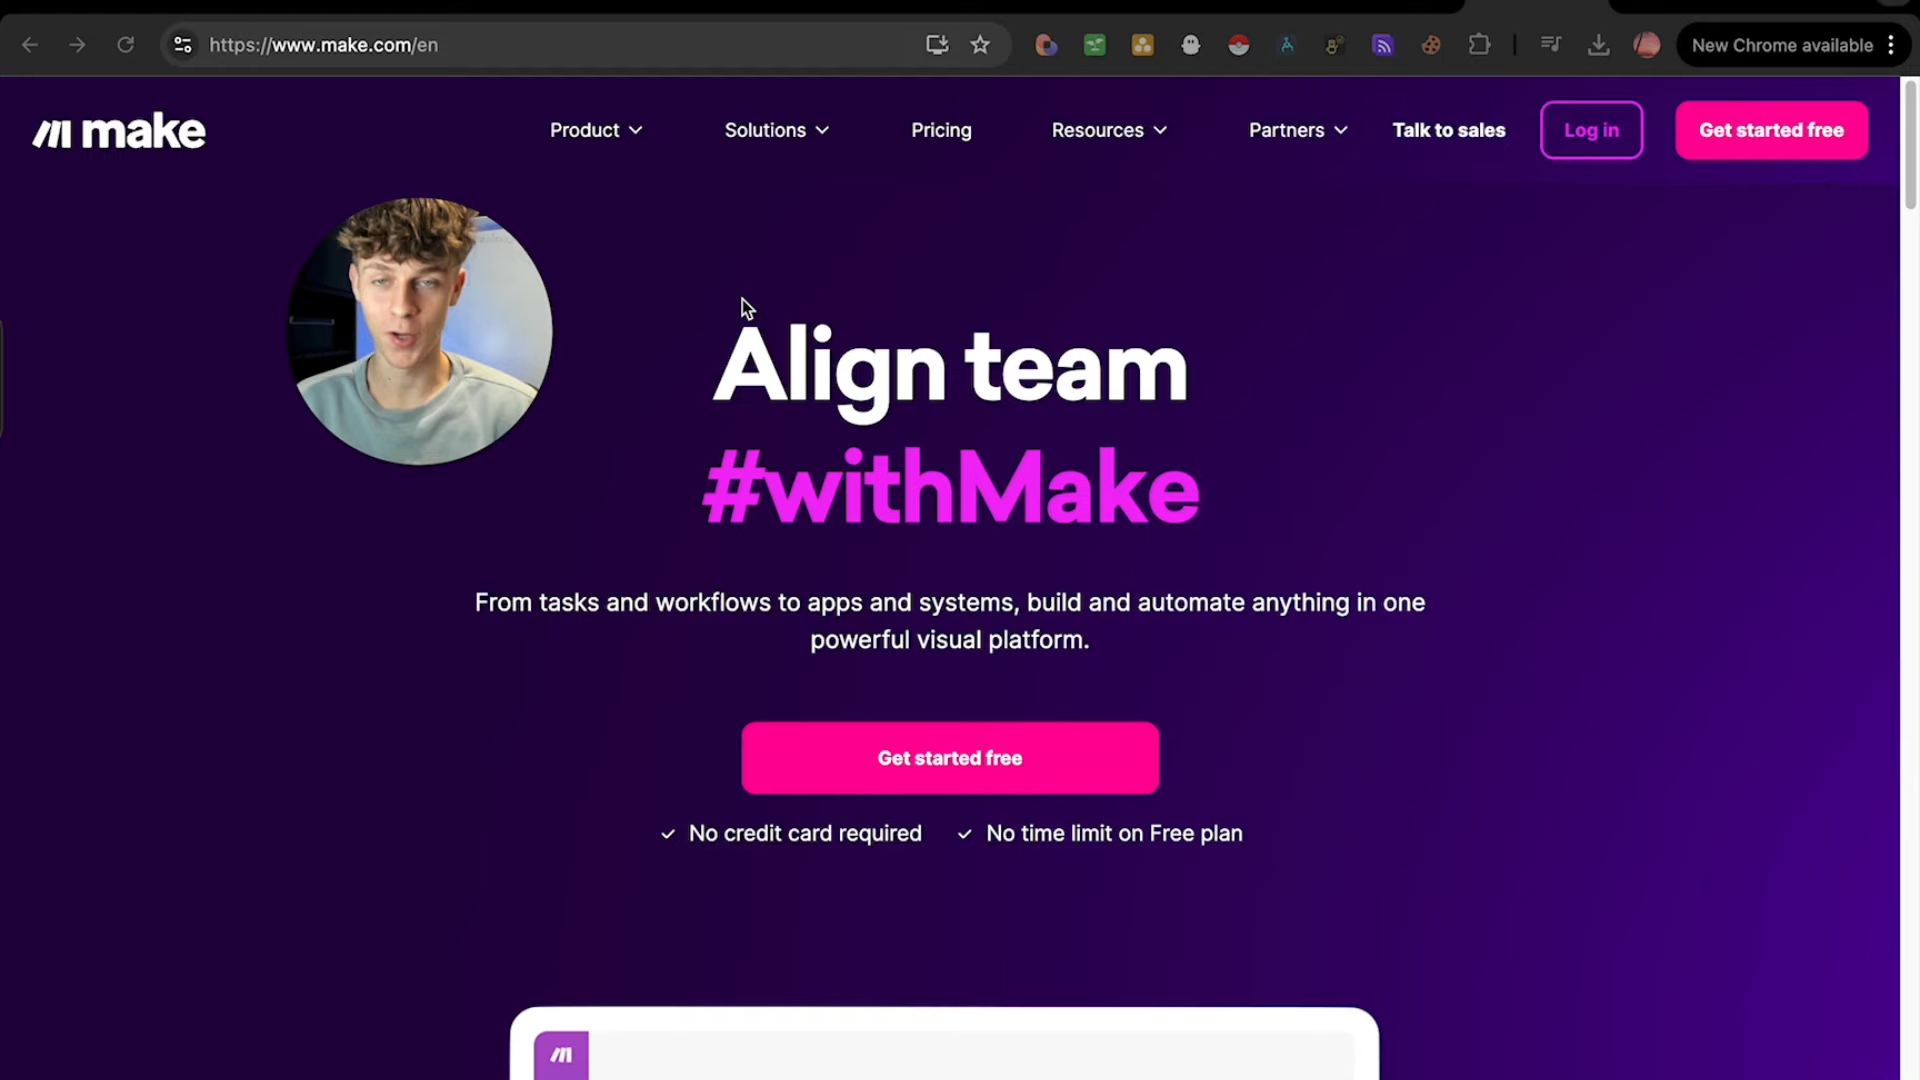 https://www.make.com/en
New Chrome available
make
Product
Solutions
Pricing
Resources
Partners
Talk to sales
Log in
Get started free
Align team
#withMake
From tasks and workflows to apps and systems, build and automate anything in one
powerful visual platform.
Get started free
No credit card required
No time limit on Free plan